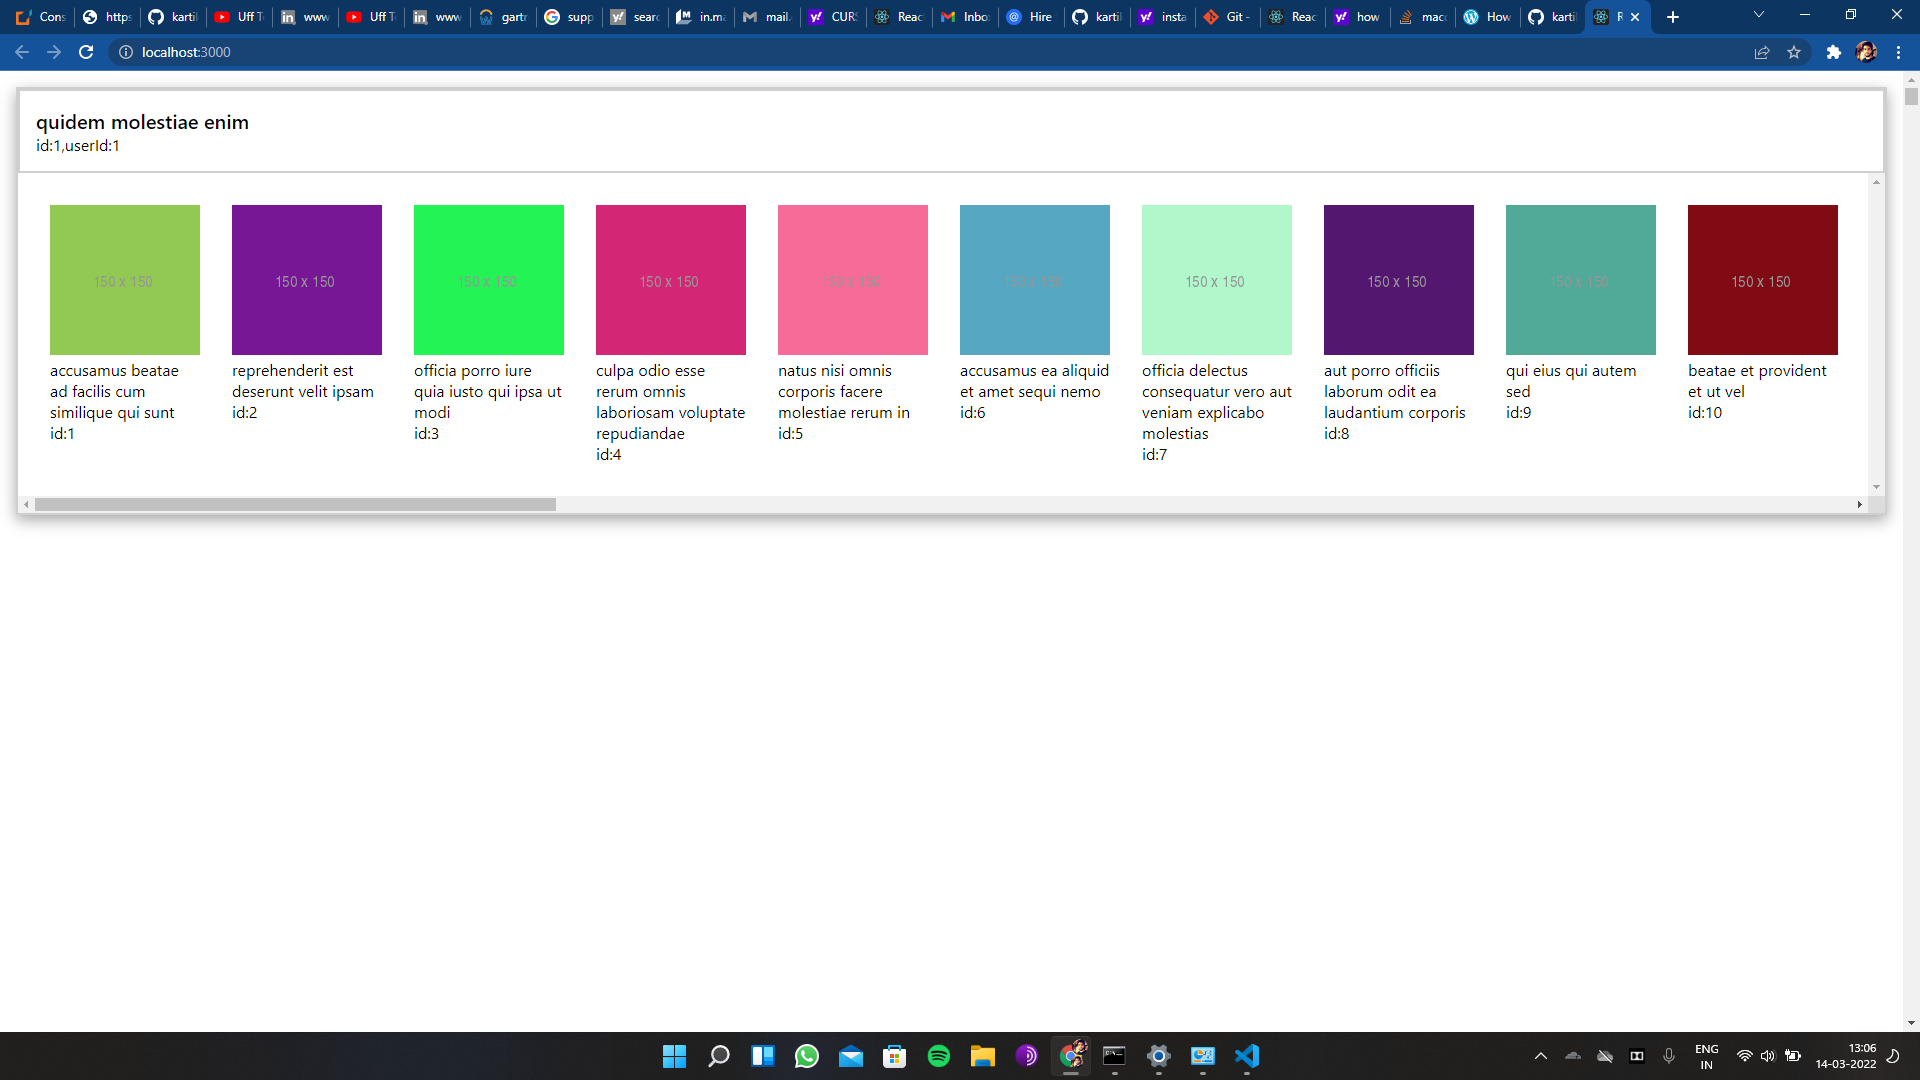 Cons
https
kartil
Uff T
www
Uff T
www
gartr
supp
searc
in.ma
mail.
CURS
Reac
Inbo
Hire
kartil
insta
Git -
Reac
how
macc
How
kartil
R
localhost:3000
quidem molestiae enim
id:1,userId:1
150 x 150
150 x 150
150 x 150
150 x 150
150 x 150
150 x 150
150 x 150
150 x 150
150 x 150
150 x 150
accusamus beatae
ad facilis cum
similique qui sunt
id:1
reprehenderit est
deserunt velit ipsam
id:2
officia porro iure
quia iusto qui ipsa ut
modi
id:3
culpa odio esse
rerum omnis
laboriosam voluptate
repudiandae
id:4
natus nisi omnis
corporis facere
molestiae rerum in
id:5
accusamus ea aliquid
et amet sequi nemo
id:6
officia delectus
consequatur vero aut
veniam explicabo
molestias
id:7
aut porro officiis
laborum odit ea
laudantium corporis
id:8
qui eius qui autem
sed
id:9
beatae et provident
et ut vel
id:10
ENG
IN
13:06
14-03-2022